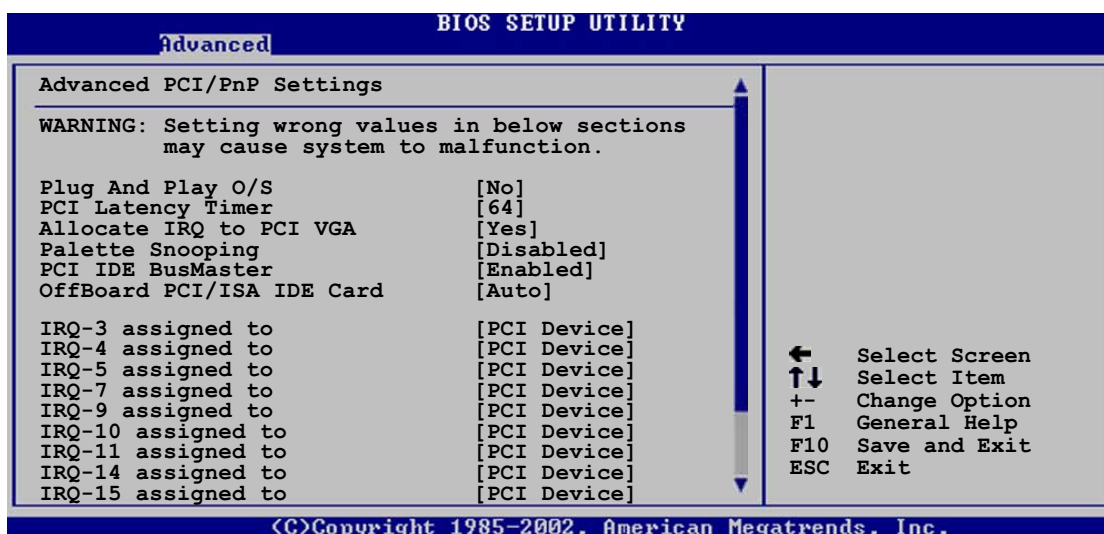 BIOS SETUP UTILITY
Advanced
Advanced PCI/PnP Settings
WARNING: Setting wrong values in below sections
may cause system to malfunction.
Plug And Play O/S [No]
PCI Latency Timer [64]
Allocate IRQ to PCI VGA [Yes]
Palette Snooping [Disabled]
PCI IDE BusMaster [Enabled]
OffBoard PCI/ISA IDE Card [Auto]
IRQ-3 assigned to [PCI Device]
IRQ-4 assigned to [PCI Device]
IRQ-5 assigned to [PCI Device]
IRQ-7 assigned to [PCI Device]
IRQ-9 assigned to [PCI Device]
IRQ-10 assigned to [PCI Device]
IRQ-11 assigned to [PCI Device]
IRQ-14 assigned to [PCI Device]
IRQ-15 assigned to [PCI Device]
← Select Screen
↑↓ Select Item
+- Change Option
F1 General Help
F10 Save and Exit
ESC Exit
(C)Copyright 1985-2002, American Megatrends, Inc.